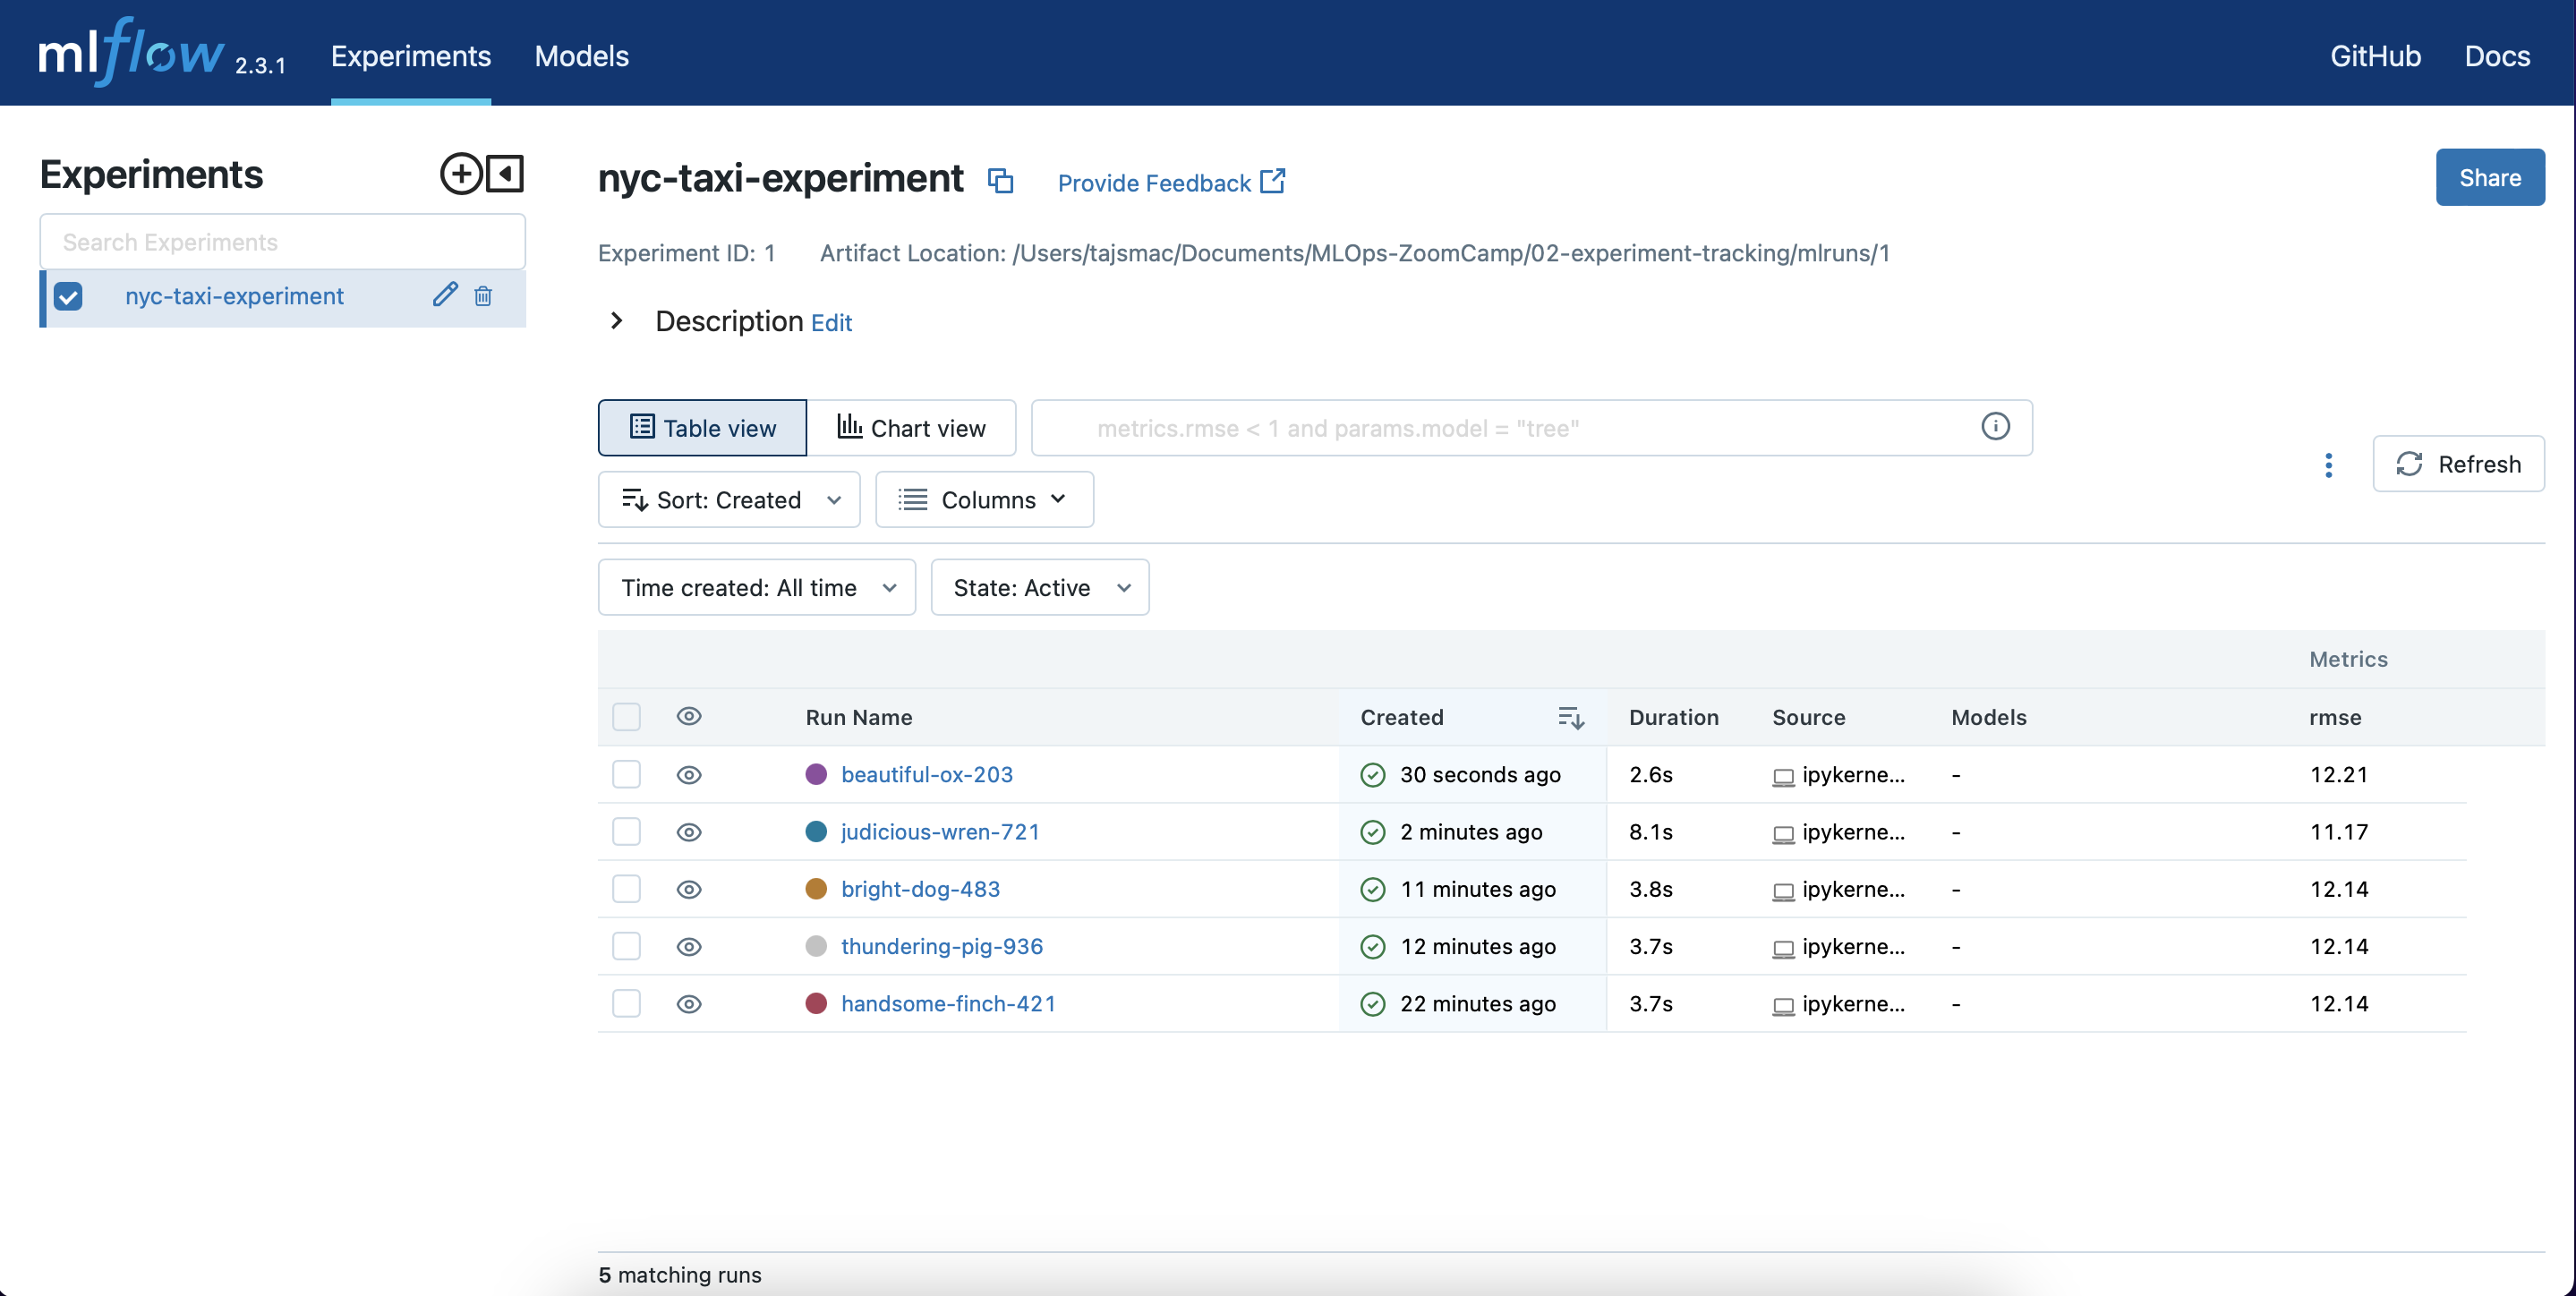 mlflow 2.3.1 Experiments Models GitHub Docs
Experiments
Search Experiments
nyc-taxi-experiment
nyc-taxi-experiment Provide Feedback Share
Experiment ID: 1 Artifact Location: /Users/tajsmac/Documents/MLOps-ZoomCamp/02-experiment-tracking/mlruns/1
Description Edit
Table view Chart view metrics.rmse < 1 and params.model = "tree"
Refresh
Sort: Created Columns
Time created: All time State: Active
Metrics
Run Name Created Duration Source Models rmse
beautiful-ox-203 30 seconds ago 2.6s ipykerne... - 12.21
judicious-wren-721 2 minutes ago 8.1s ipykerne... - 11.17
bright-dog-483 11 minutes ago 3.8s ipykerne... - 12.14
thundering-pig-936 12 minutes ago 3.7s ipykerne... - 12.14
handsome-finch-421 22 minutes ago 3.7s ipykerne... - 12.14
5 matching runs